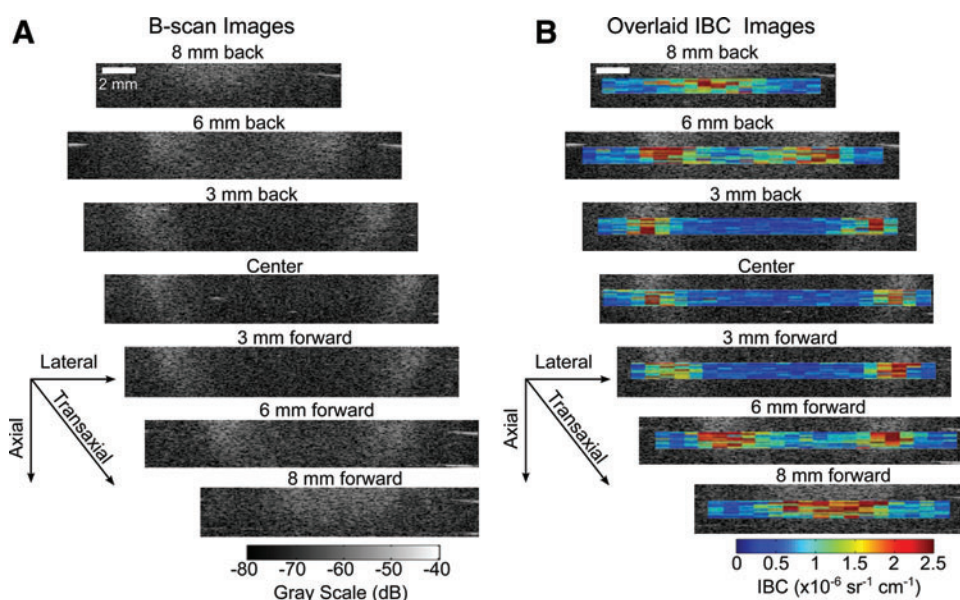 A
B-scan Images
8 mm back
2 mm
6 mm back
3 mm back
Center
3 mm forward
Lateral
Axial
Transaxial
6 mm forward
8 mm forward
-80 -70 -60 -50 -40
Gray Scale (dB)
B
Overlaid IBC Images
8 mm back
6 mm back
3 mm back
Center
3 mm forward
Lateral
Axial
Transaxial
6 mm forward
8 mm forward
0 0.5 1 1.5 2 2.5
IBC (x10⁻⁶ sr⁻¹ cm⁻¹)